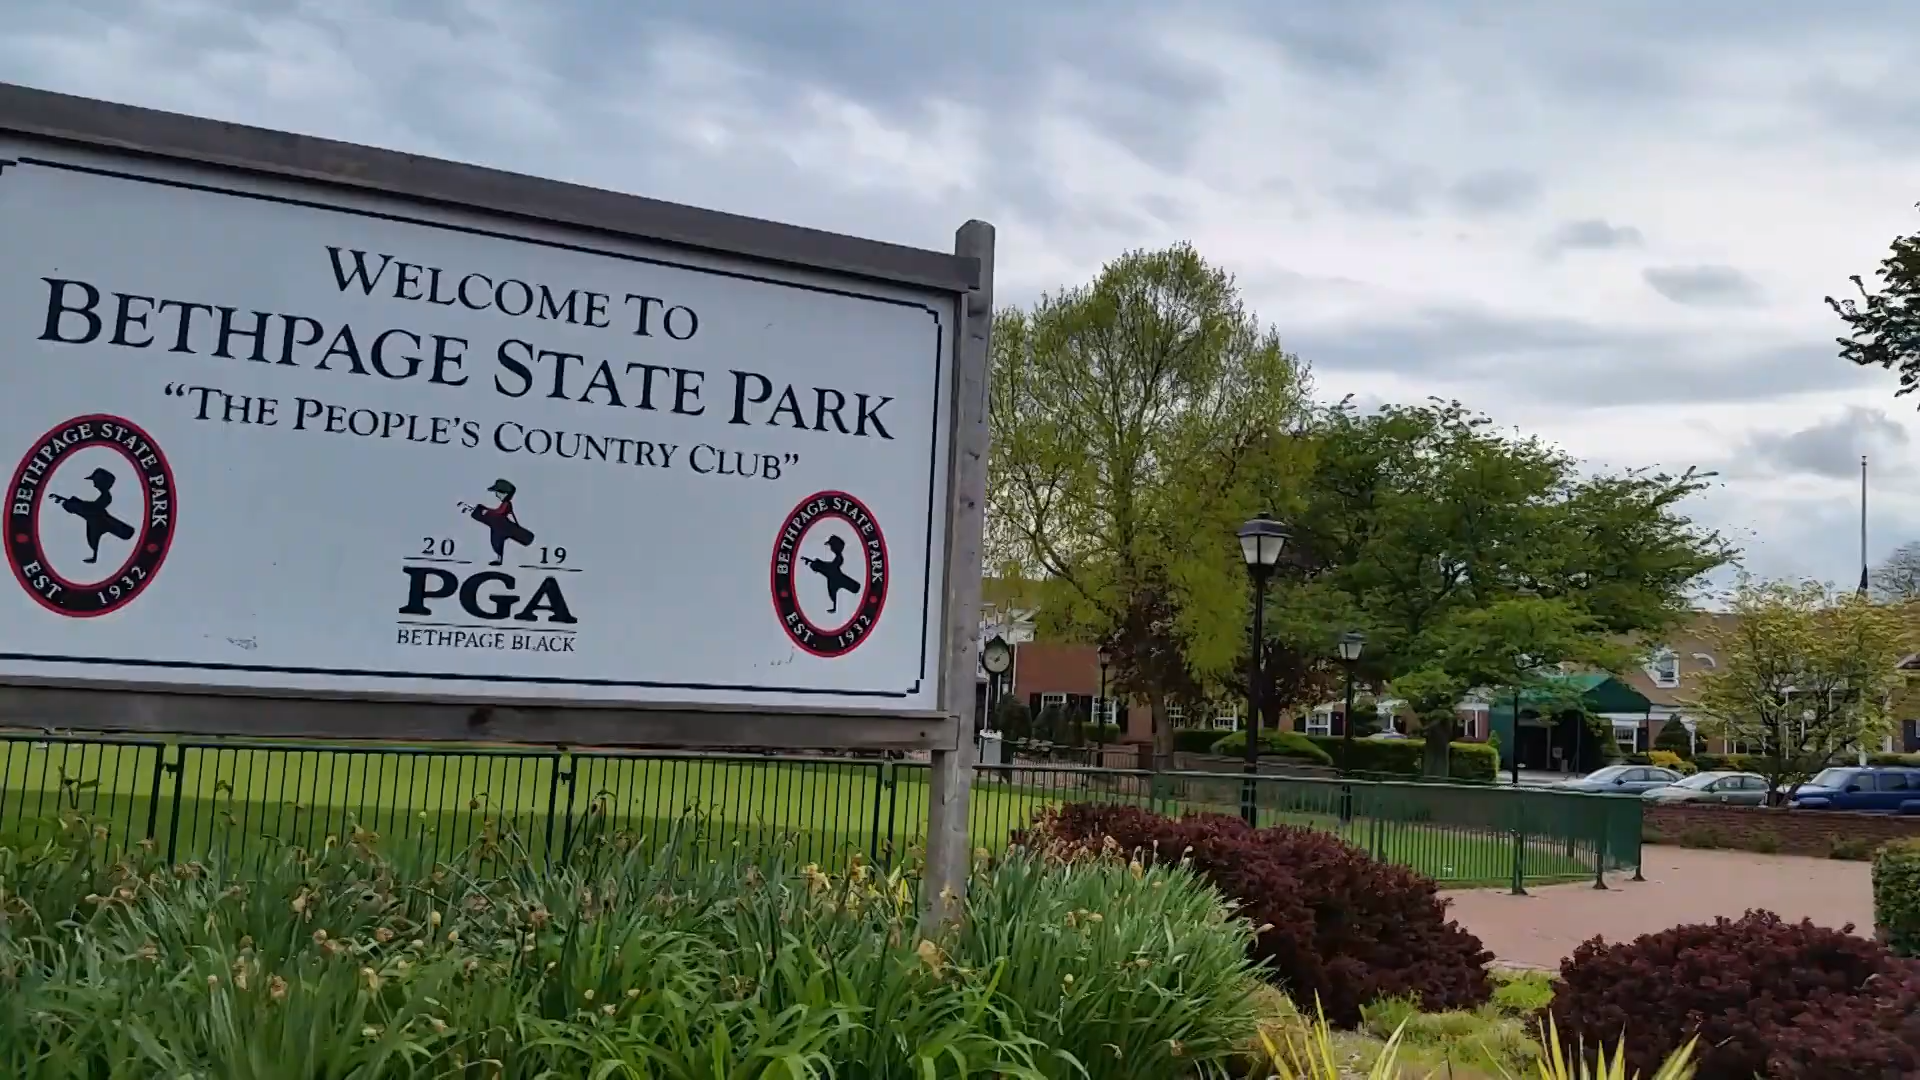 WELCOME TO
BETHPAGE STATE PARK
“THE PEOPLE’S COUNTRY CLUB”
BETHPAGE STATE PARK
EST. 1932
20 19
PGA
BETHPAGE BLACK
BETHPAGE STATE PARK
EST. 1932